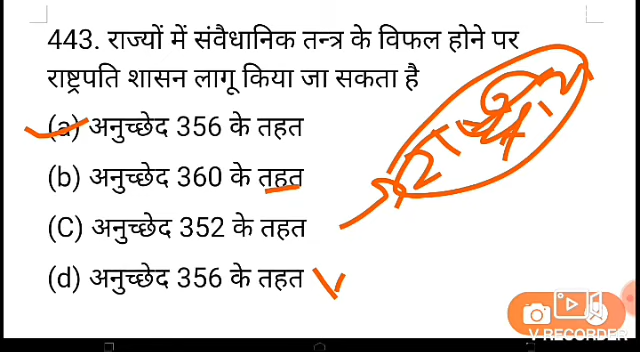 443. राज्यों में संवैधानिक तन्त्र के विफल होने पर
राष्ट्रपति शासन लागू किया जा सकता है
(a) अनुच्छेद 356 के तहत
(b) अनुच्छेद 360 के तहत
(C) अनुच्छेद 352 के तहत
(d) अनुच्छेद 356 के तहत
V RECORDER